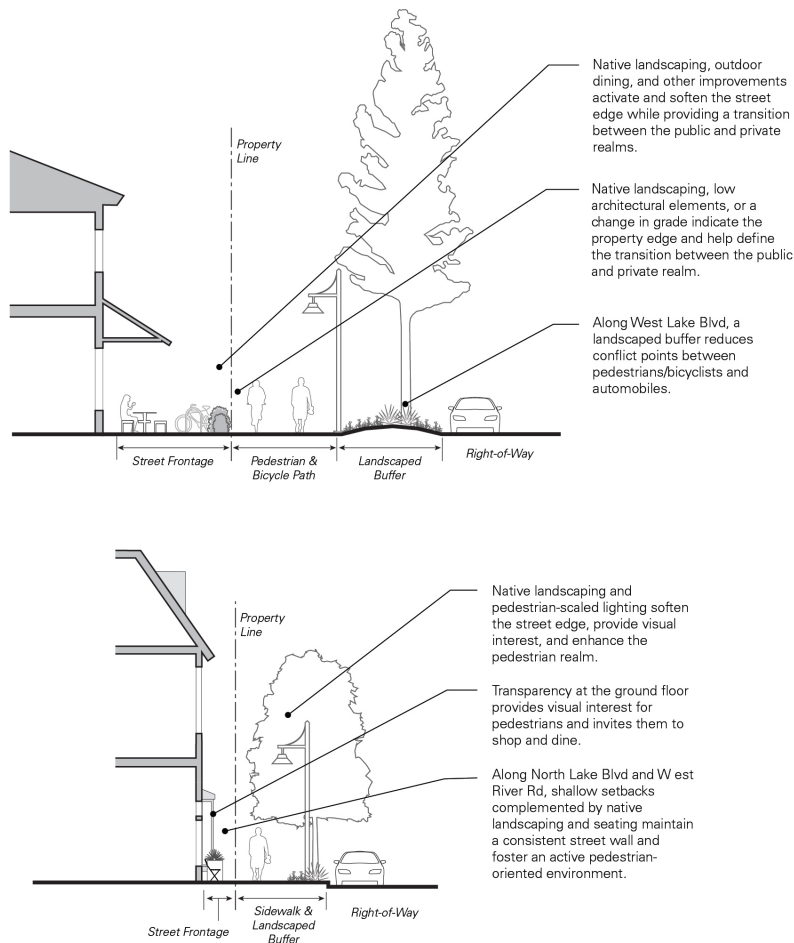 Native landscaping, outdoor
dining, and other improvements
activate and soften the street
edge while providing a transition
between the public and private
realms.
Property
Line
Native landscaping, low
architectural elements, or a
change in grade indicate the
property edge and help define
the transition between the public
and private realm.
Along West Lake Blvd, a
landscaped buffer reduces
conflict points between
pedestrians/bicyclists and
automobiles.
Street Frontage
Pedestrian &
Bicycle Path
Landscaped
Buffer
Right-of-Way
Native landscaping and
pedestrian-scaled lighting soften
the street edge, provide visual
interest, and enhance the
pedestrian realm.
Property
Line
Transparency at the ground floor
provides visual interest for
pedestrians and invites them to
shop and dine.
Along North Lake Blvd and W est
River Rd, shallow setbacks
complemented by native
landscaping and seating maintain
a consistent street wall and
foster an active pedestrian-
oriented environment.
Street Frontage
Sidewalk &
Landscaped
Buffer
Right-of-Way